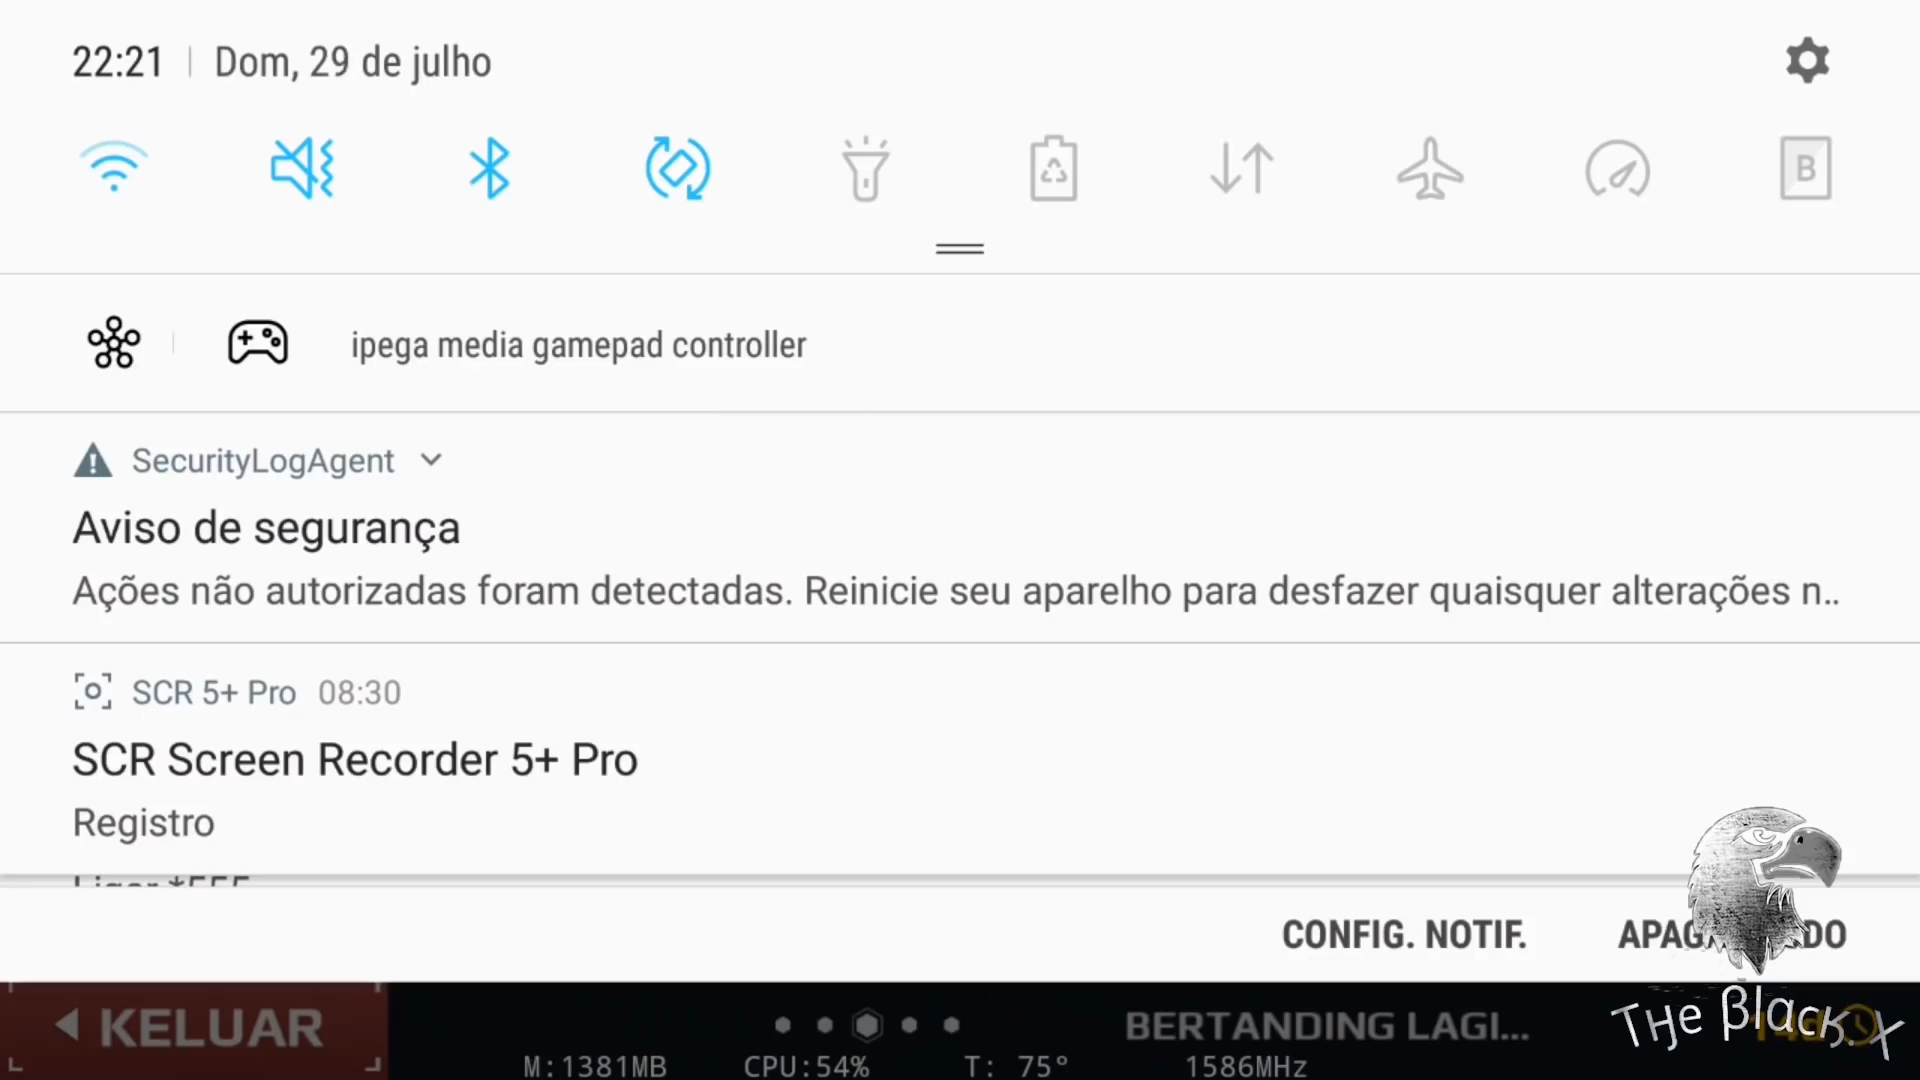 22:21 | Dom, 29 de julho
B
ipega media gamepad controller
SecurityLogAgent
Aviso de segurança
Ações não autorizadas foram detectadas. Reinicie seu aparelho para desfazer quaisquer alterações n..
SCR 5+ Pro 08:30
SCR Screen Recorder 5+ Pro
Registro
CONFIG. NOTIF.
KELUAR
BERTANDING LAGI...
THe Black.X
M:1381MB CPU:54% T: 75° 1586MHz